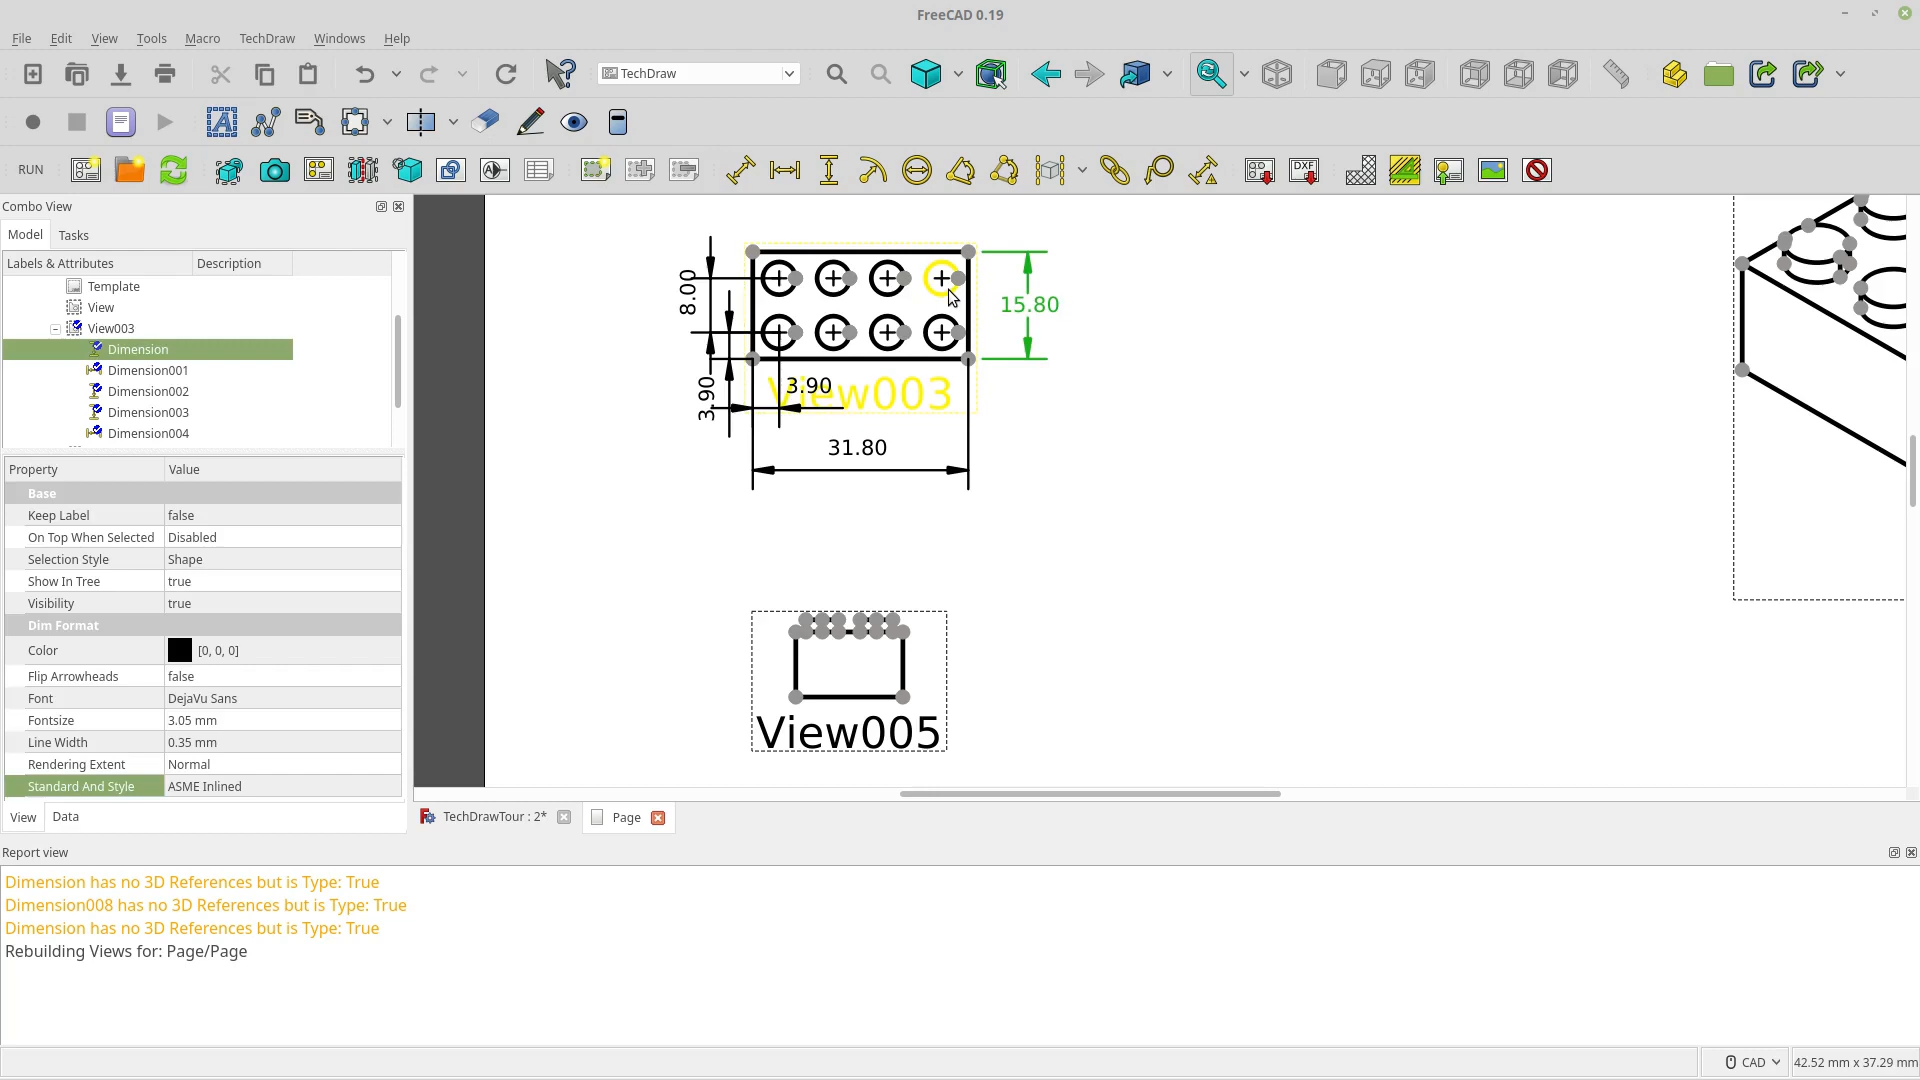 FreeCAD 0.19
File Edit View Tools Macro TechDraw Windows Help
TechDraw
RUN
DXF
Combo View
Model Tasks
Labels & Attributes Description
Template
View
View003
Dimension
Dimension001
Dimension002
Dimension003
Dimension004
Property Value
Base
Keep Label false
On Top When Selected Disabled
Selection Style Shape
Show In Tree true
Visibility true
Dim Format
Color [0, 0, 0]
Flip Arrowheads false
Font DejaVu Sans
Fontsize 3.05 mm
Line Width 0.35 mm
Rendering Extent Normal
Standard And Style ASME Inlined
View Data
8.00
15.80
3.90
3.90
View003
31.80
View005
TechDrawTour : 2*
Page
Report view
Dimension has no 3D References but is Type: True
Dimension008 has no 3D References but is Type: True
Dimension has no 3D References but is Type: True
Rebuilding Views for: Page/Page
CAD
42.52 mm x 37.29 mm